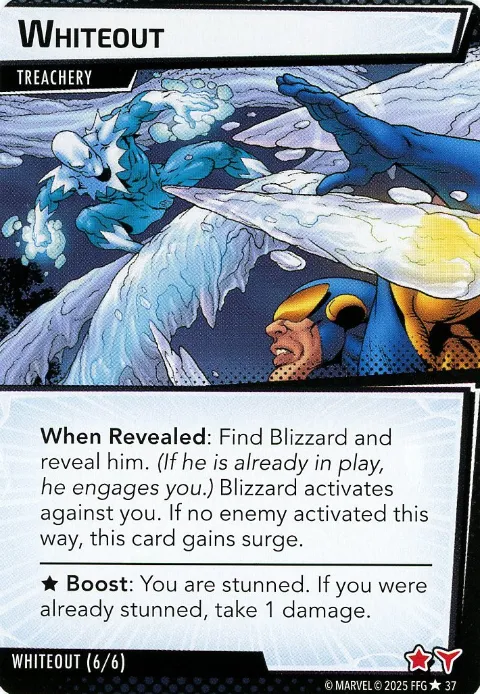 WHITEOUT
TREACHERY
When Revealed: Find Blizzard and
reveal him. (If he is already in play,
he engages you.) Blizzard activates
against you. If no enemy activated this
way, this card gains surge.
★ Boost: You are stunned. If you were
already stunned, take 1 damage.
WHITEOUT (6/6)
© MARVEL © 2025 FFG ★ 37